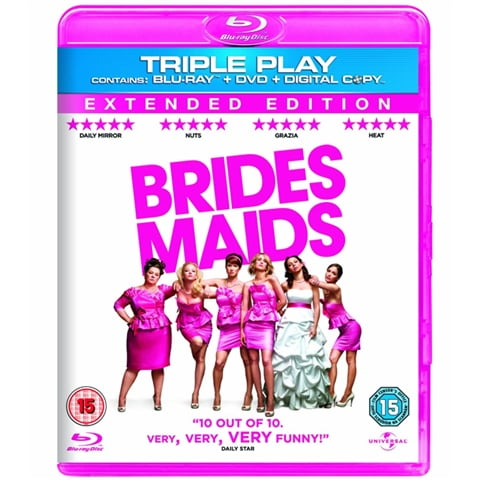 Blu-ray Disc
TRIPLE PLAY
CONTAINS: BLU-RAY™ + DVD + DIGITAL COPY
EXTENDED EDITION
★★★★★ ★★★★★ ★★★★★ ★★★★★
DAILY MIRROR NUTS GRAZIA HEAT
BRIDES
MAIDS
15
15
"10 OUT OF 10.
VERY, VERY, VERY FUNNY!"
DAILY STAR
Blu-ray Disc
UNIVERSAL